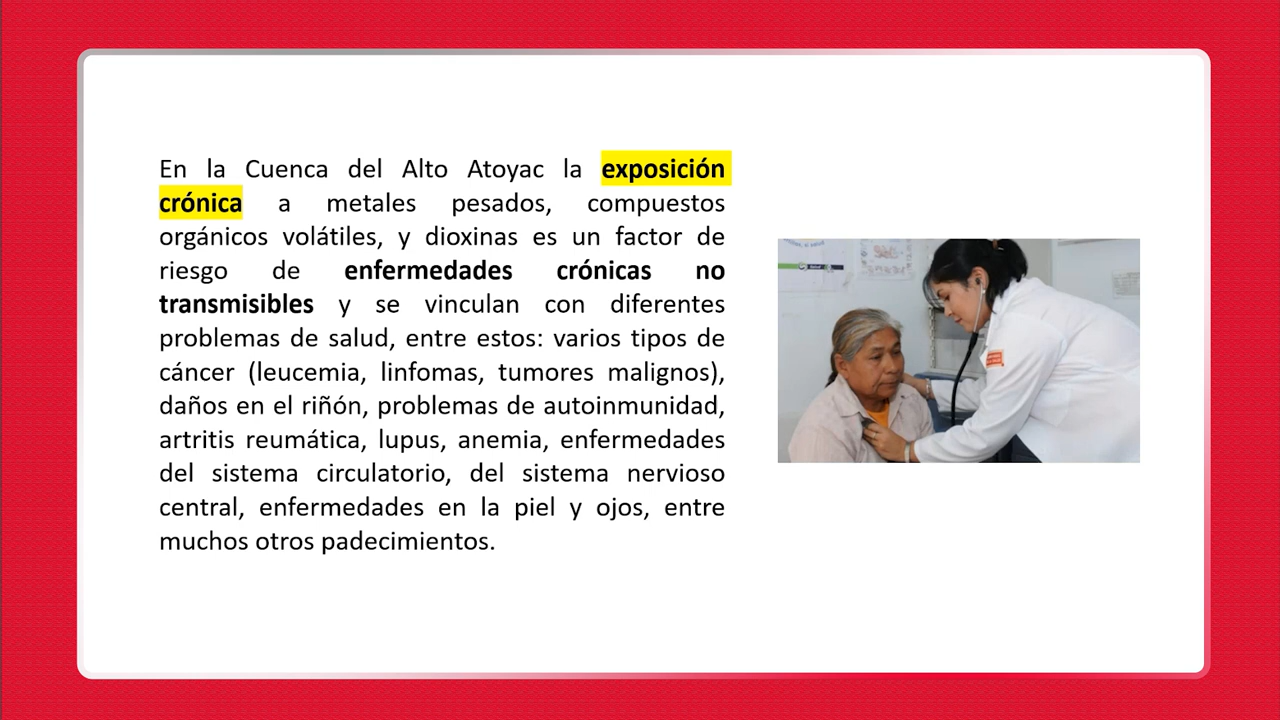 En la Cuenca del Alto Atoyac la exposición
crónica a metales pesados, compuestos
orgánicos volátiles, y dioxinas es un factor de
riesgo de enfermedades crónicas no
transmisibles y se vinculan con diferentes
problemas de salud, entre estos: varios tipos de
cáncer (leucemia, linfomas, tumores malignos),
daños en el riñón, problemas de autoinmunidad,
artritis reumática, lupus, anemia, enfermedades
del sistema circulatorio, del sistema nervioso
central, enfermedades en la piel y ojos, entre
muchos otros padecimientos.